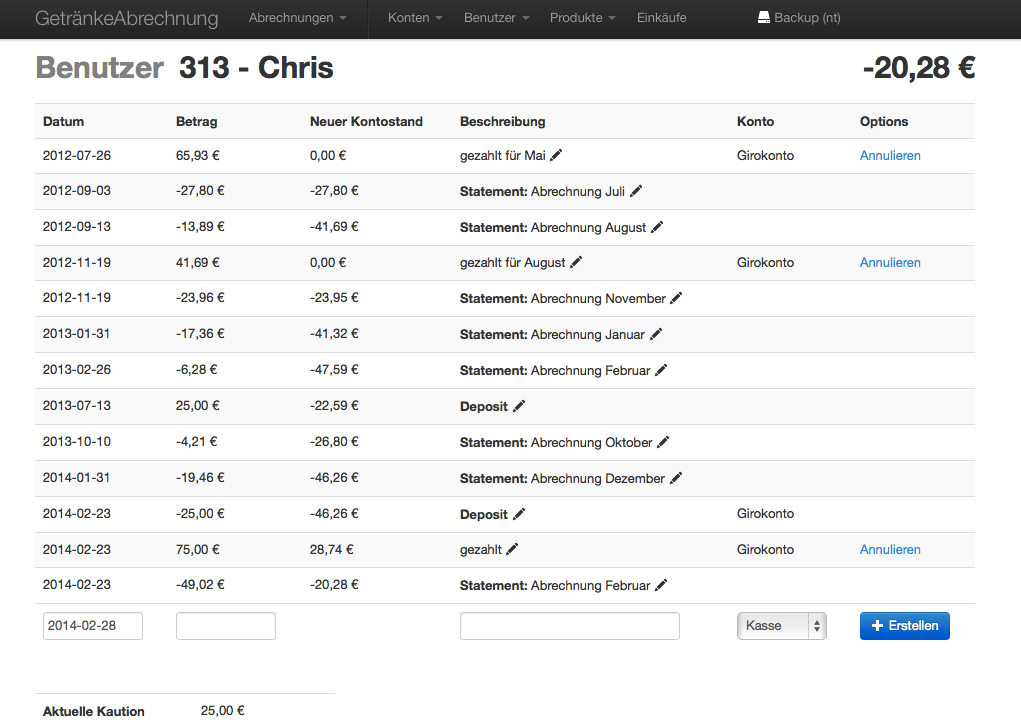 GetränkeAbrechnung Abrechnungen Konten Benutzer Produkte Einkäufe Backup (nt)
Benutzer 313 - Chris -20,28 €
Datum Betrag Neuer Kontostand Beschreibung Konto Options
2012-07-26 65,93 € 0,00 € gezahlt für Mai Girokonto Annulieren
2012-09-03 -27,80 € -27,80 € Statement: Abrechnung Juli
2012-09-13 -13,89 € -41,69 € Statement: Abrechnung August
2012-11-19 41,69 € 0,00 € gezahlt für August Girokonto Annulieren
2012-11-19 -23,96 € -23,95 € Statement: Abrechnung November
2013-01-31 -17,36 € -41,32 € Statement: Abrechnung Januar
2013-02-26 -6,28 € -47,59 € Statement: Abrechnung Februar
2013-07-13 25,00 € -22,59 € Deposit
2013-10-10 -4,21 € -26,80 € Statement: Abrechnung Oktober
2014-01-31 -19,46 € -46,26 € Statement: Abrechnung Dezember
2014-02-23 -25,00 € -46,26 € Deposit Girokonto
2014-02-23 75,00 € 28,74 € gezahlt Girokonto Annulieren
2014-02-23 -49,02 € -20,28 € Statement: Abrechnung Februar
2014-02-28 Kasse Erstellen
Aktuelle Kaution 25,00 €